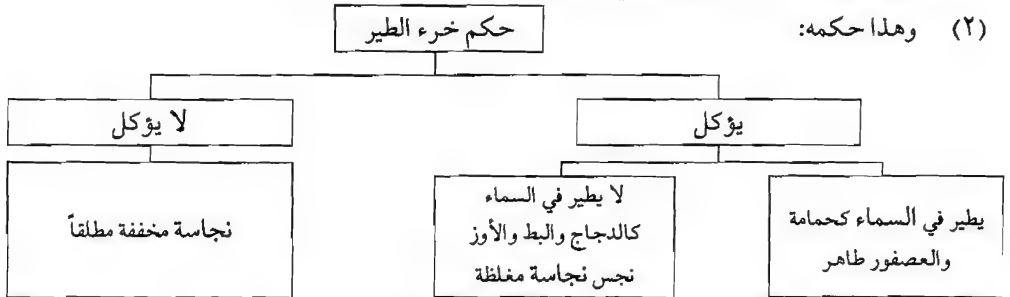 (٢) وهذا حكمه:
حكم خرء الطير
يؤكل
لا يؤكل
يطير في السماء كحمامة
والعصفور طاهر
لا يطير في السماء
كالدجاج والبط والأوز
نجس نجاسة مغلظة
نجاسة مخففة مطلقاً